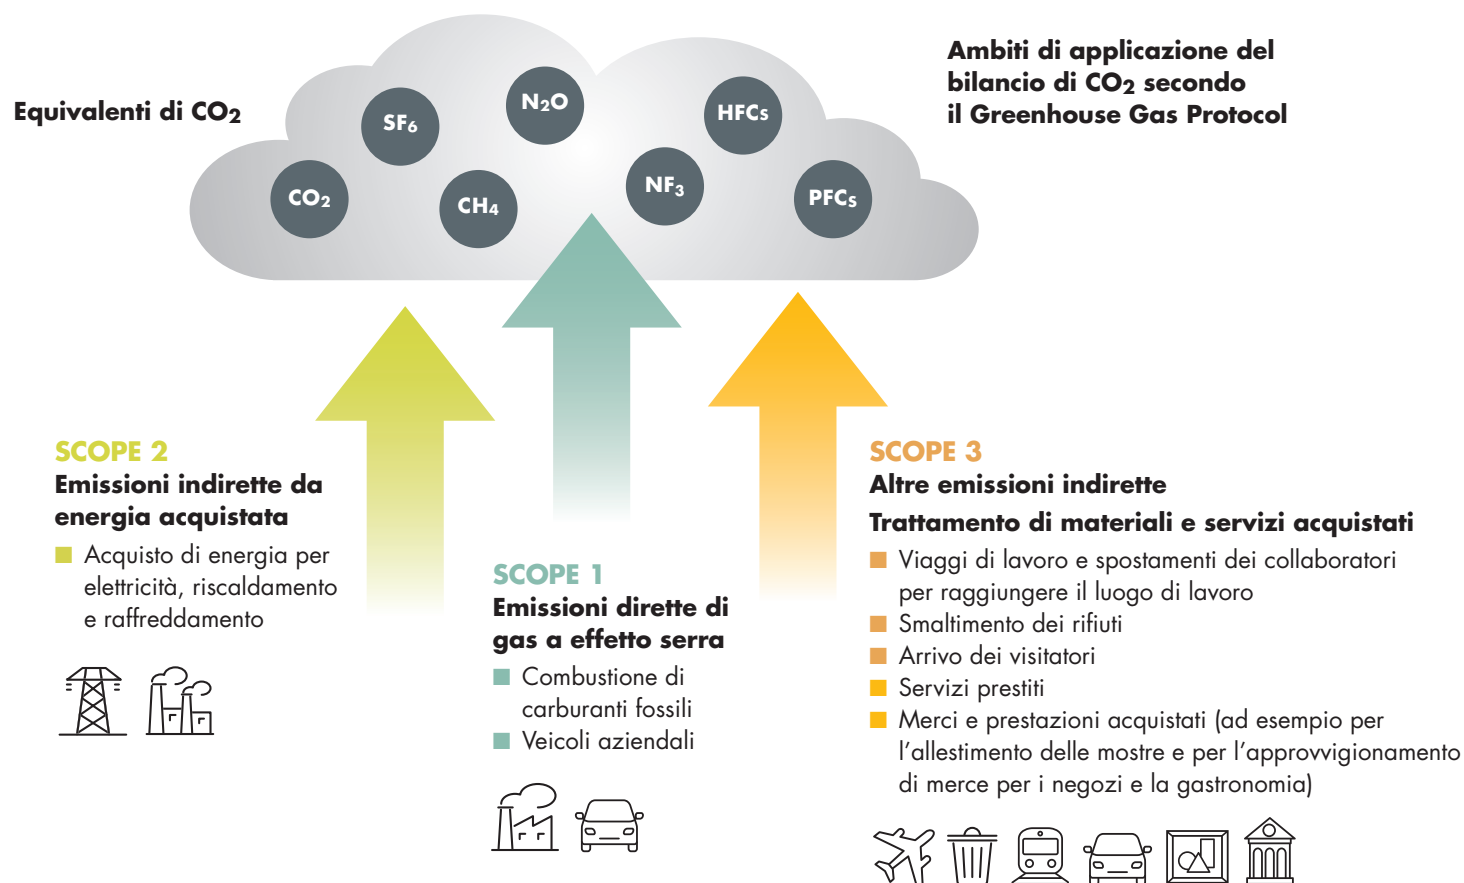 Equivalenti di CO₂
Ambiti di applicazione del
bilancio di CO₂ secondo
il Greenhouse Gas Protocol
CO₂
SF₆
CH₄
N₂O
NF₃
HFCs
PFCs
SCOPE 2
Emissioni indirette da
energia acquistata
■ Acquisto di energia per
elettricità, riscaldamento
e raffreddamento
SCOPE 1
Emissioni dirette di
gas a effetto serra
■ Combustione di
carburanti fossili
■ Veicoli aziendali
SCOPE 3
Altre emissioni indirette
Trattamento di materiali e servizi acquistati
■ Viaggi di lavoro e spostamenti dei collaboratori
per raggiungere il luogo di lavoro
■ Smaltimento dei rifiuti
■ Arrivo dei visitatori
■ Servizi prestiti
■ Merci e prestazioni acquistati (ad esempio per
l'allestimento delle mostre e per l'approvvigionamento
di merce per i negozi e la gastronomia)